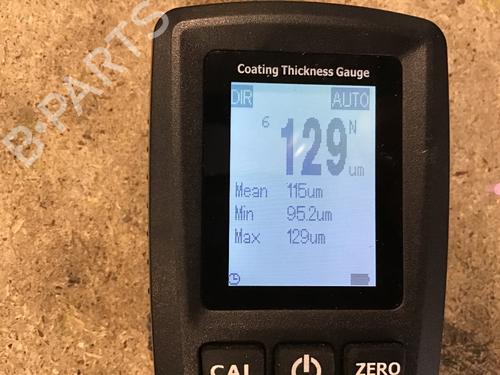 B-PARTS
Coating Thickness Gauge
DIR AUTO
6 129 N um
Mean 115um
Min 95.2um
Max 129um
CAL ZERO